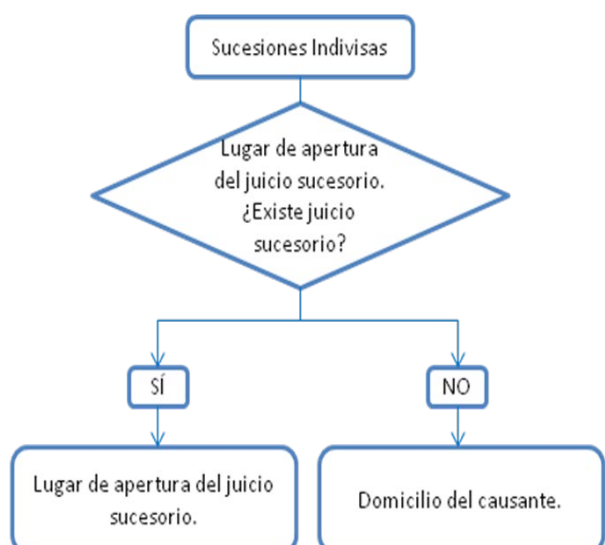 Sucesiones Indivisas
Lugar de apertura
del juicio sucesorio.
¿Existe juicio
sucesorio?
SÍ
NO
Lugar de apertura del juicio
sucesorio.
Domicilio del causante.